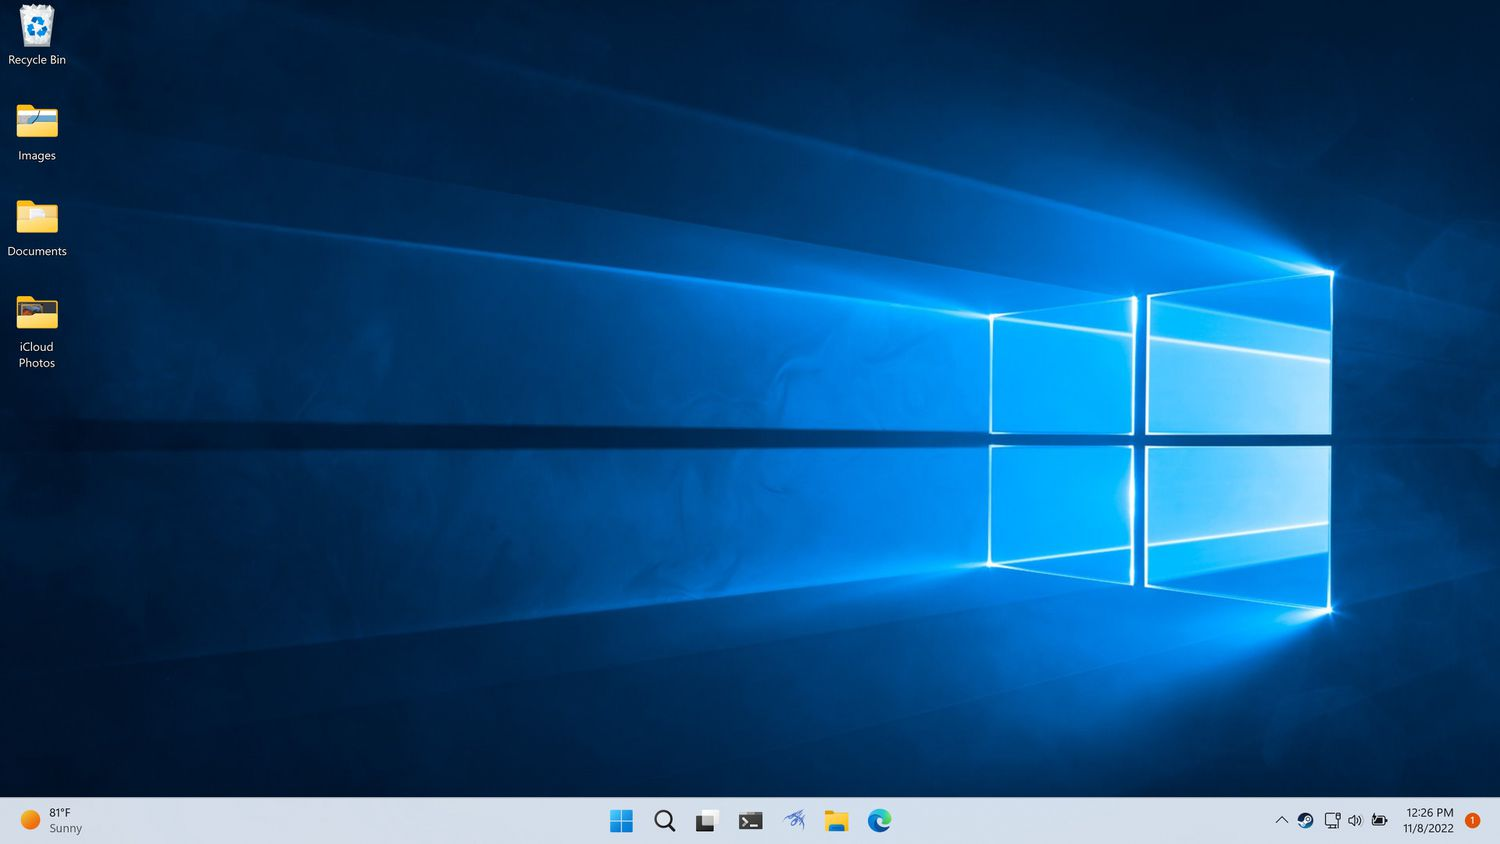 Recycle Bin
Images
Documents
iCloud
Photos
81°F
Sunny
12:26 PM
11/8/2022
1